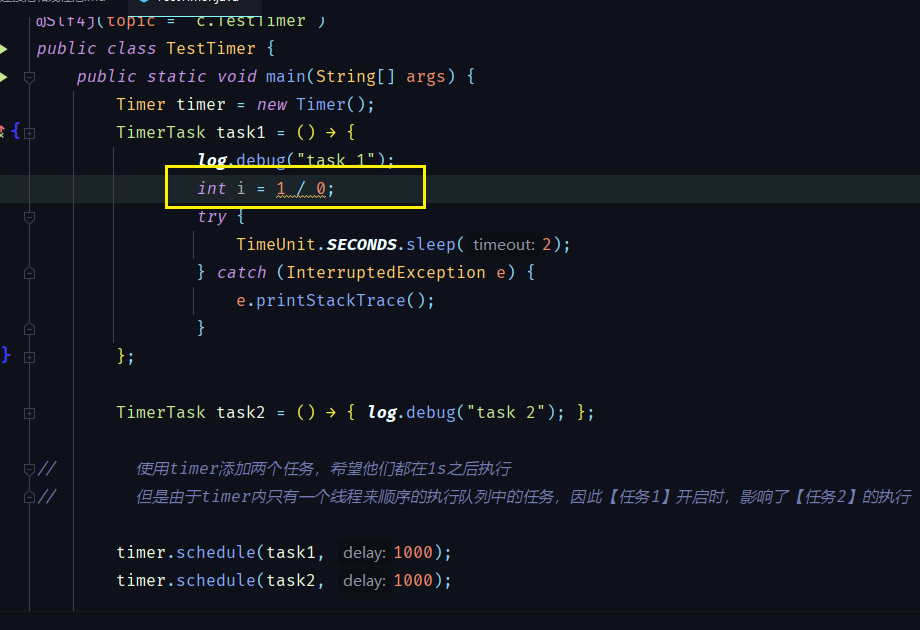 TestTimer.java
@Slf4j(topic = "c.TestTimer")
public class TestTimer {
public static void main(String[] args) {
Timer timer = new Timer();
TimerTask task1 = () → {
log.debug("task 1");
int i = 1 / 0;
try {
TimeUnit.SECONDS.sleep( timeout: 2);
} catch (InterruptedException e) {
e.printStackTrace();
}
};
TimerTask task2 = () → { log.debug("task 2"); };
// 使用timer添加两个任务，希望他们都在1s之后执行
// 但是由于timer内只有一个线程来顺序的执行队列中的任务，因此【任务1】开启时，影响了【任务2】的执行
timer.schedule(task1, delay: 1000);
timer.schedule(task2, delay: 1000);